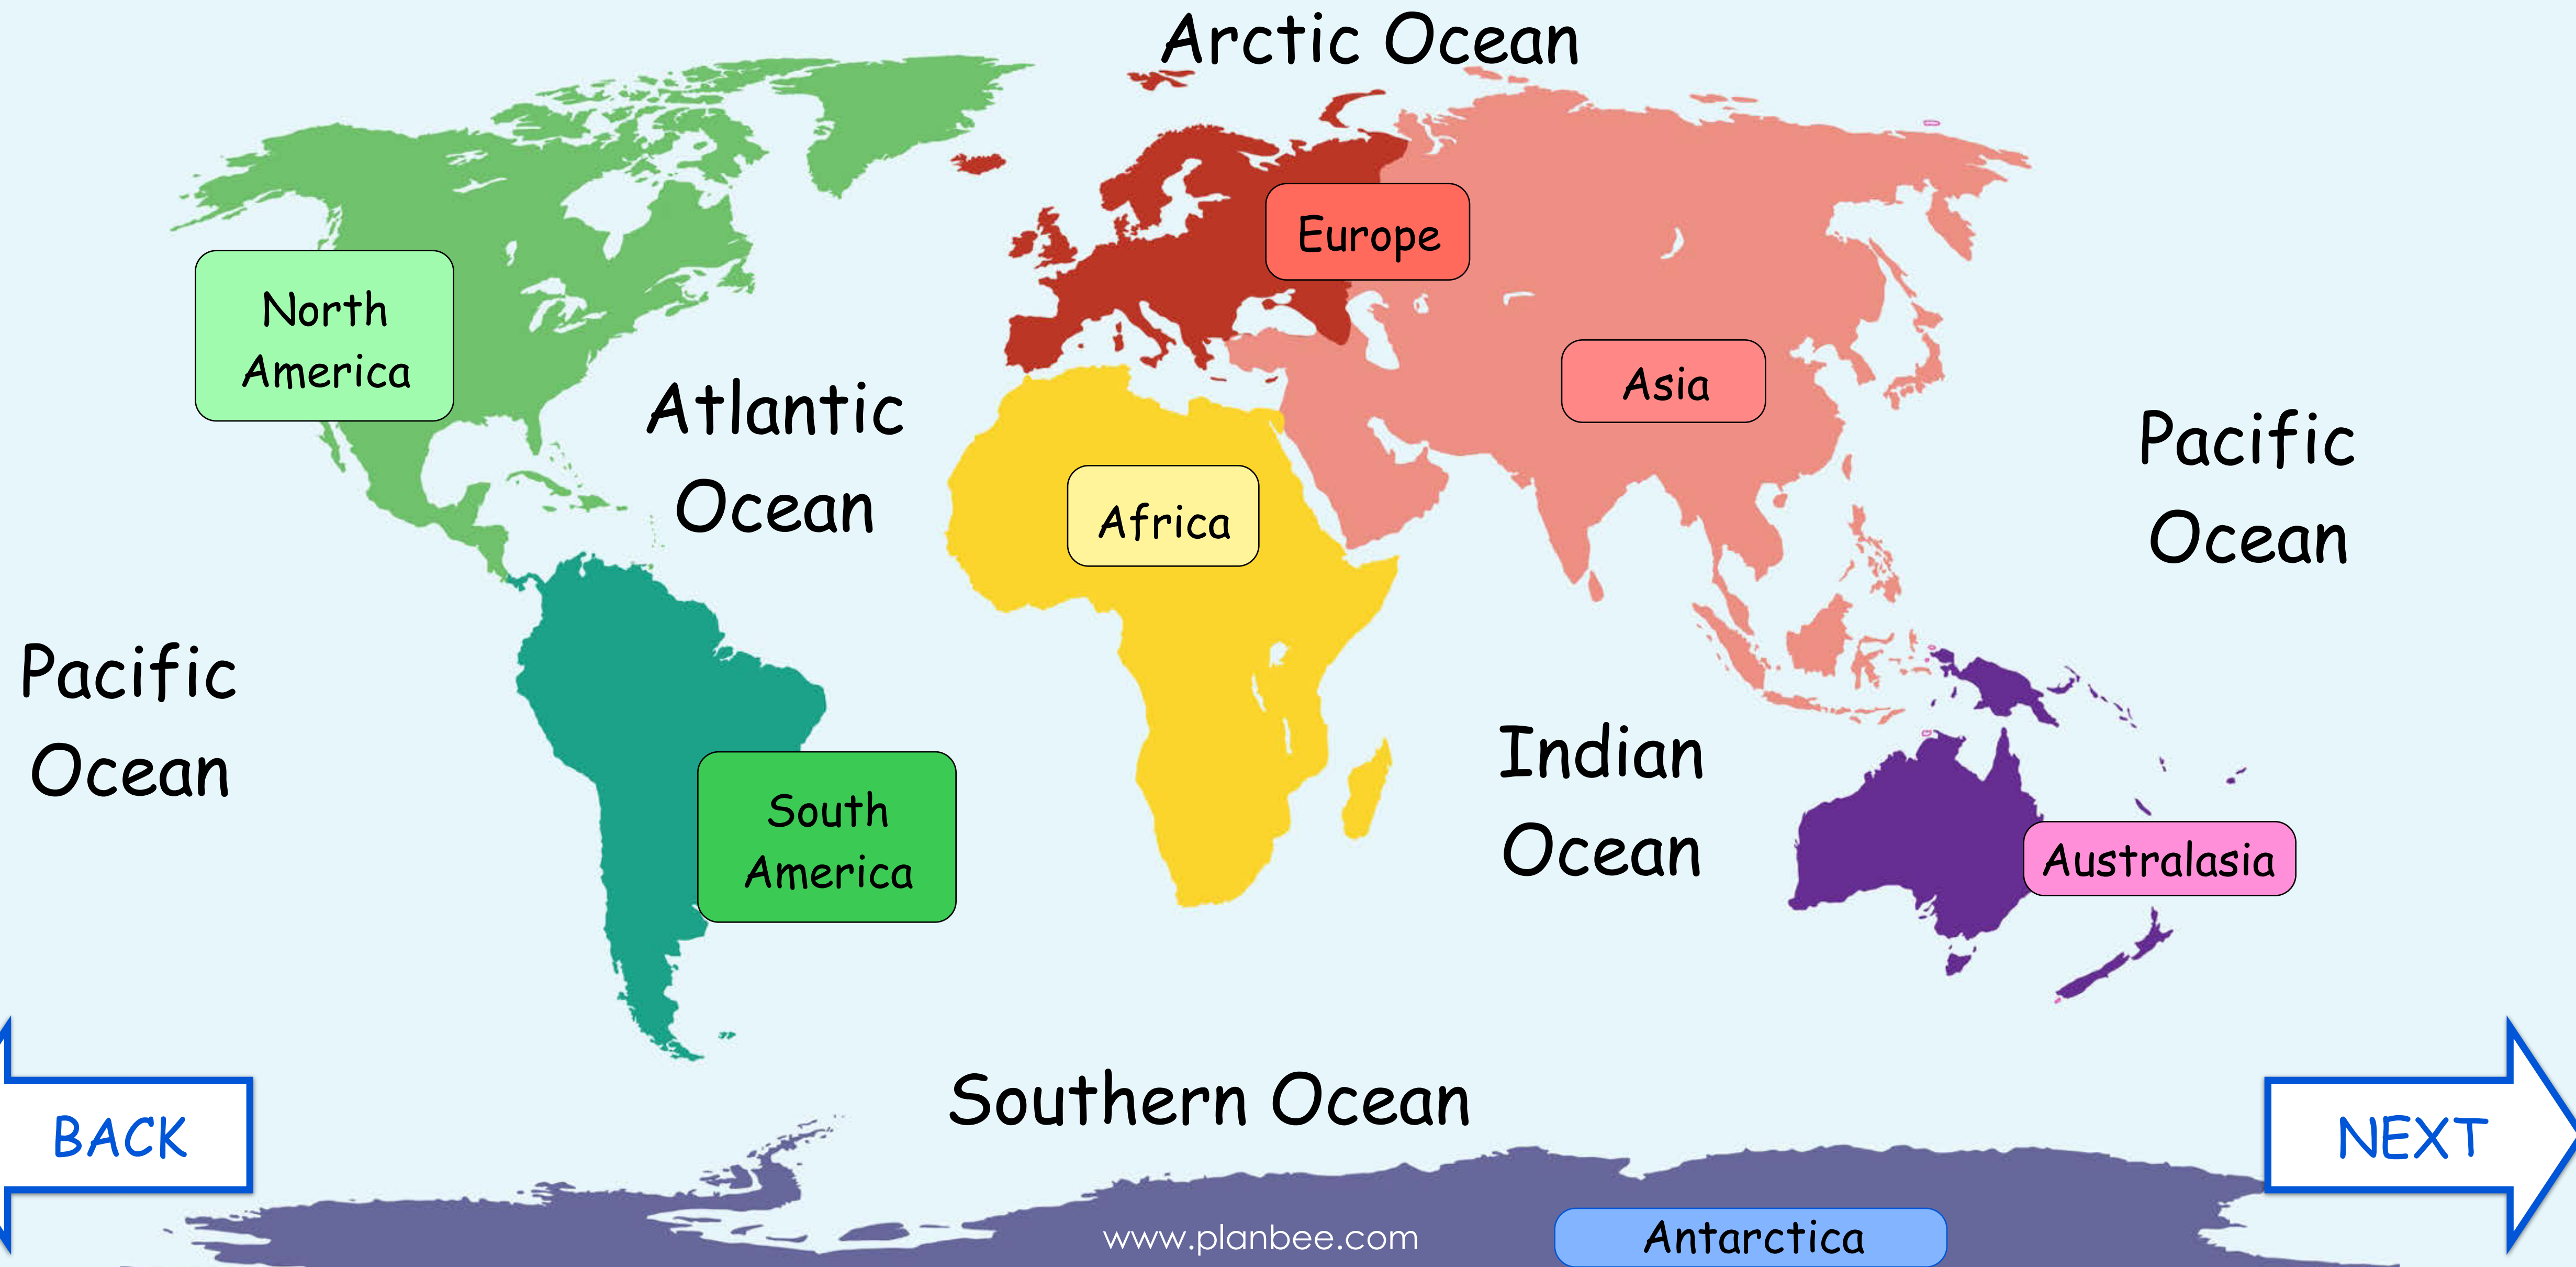 Arctic Ocean
Europe
North
America
Asia
Atlantic
Ocean
Pacific
Ocean
Africa
Pacific
Ocean
Indian
Ocean
South
America
Australasia
Southern Ocean
BACK
NEXT
www.planbee.com
Antarctica